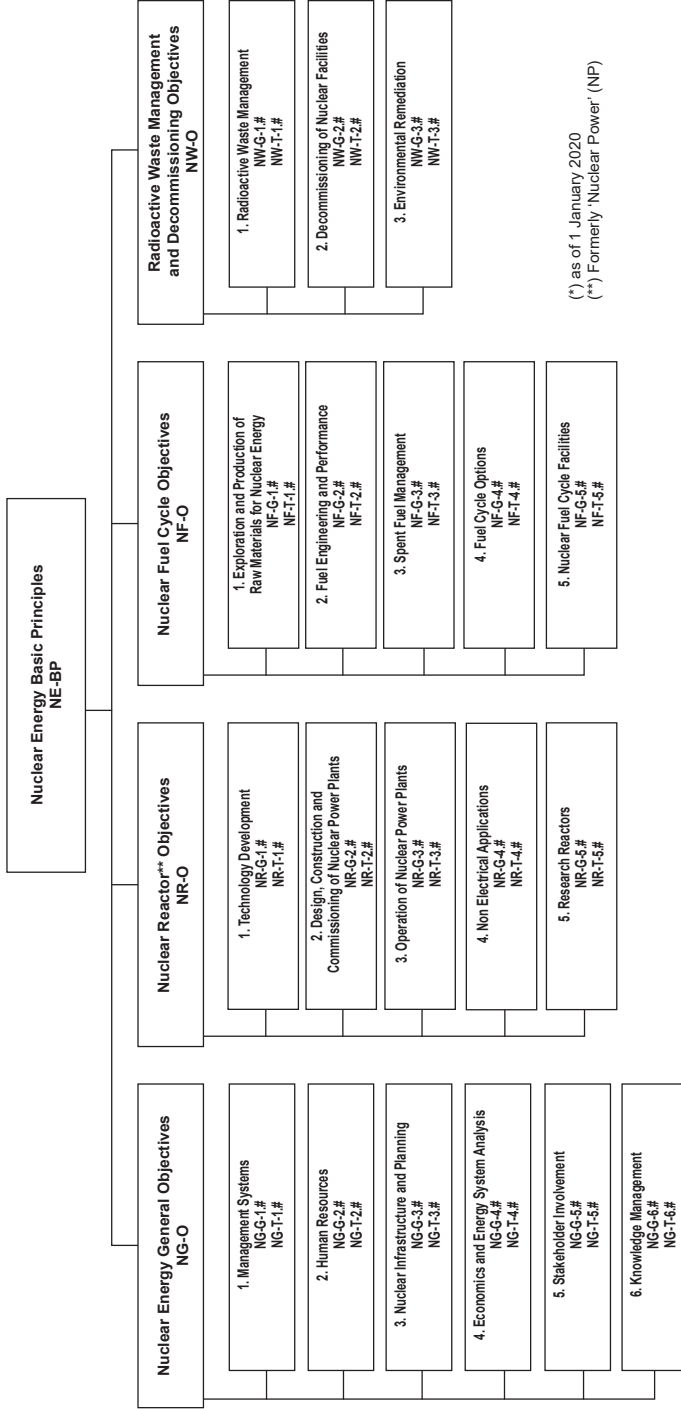 Nuclear Energy Basic Principles
NE-BP
Nuclear Energy General Objectives
NG-O
1. Management Systems
NG-G-1.#
NG-T-1.#
2. Human Resources
NG-G-2.#
NG-T-2.#
3. Nuclear Infrastructure and Planning
NG-G-3.#
NG-T-3.#
4. Economics and Energy System Analysis
NG-G-4.#
NG-T-4.#
5. Stakeholder Involvement
NG-G-5.#
NG-T-5.#
6. Knowledge Management
NG-G-6.#
NG-T-6.#
Nuclear Reactor** Objectives
NR-O
1. Technology Development
NR-G-1.#
NR-T-1.#
2. Design, Construction and
Commissioning of Nuclear Power Plants
NR-G-2.#
NR-T-2.#
3. Operation of Nuclear Power Plants
NR-G-3.#
NR-T-3.#
4. Non Electrical Applications
NR-G-4.#
NR-T-4.#
5. Research Reactors
NR-G-5.#
NR-T-5.#
Nuclear Fuel Cycle Objectives
NF-O
1. Exploration and Production of
Raw Materials for Nuclear Energy
NF-G-1.#
NF-T-1.#
2. Fuel Engineering and Performance
NF-G-2.#
NF-T-2.#
3. Spent Fuel Management
NF-G-3.#
NF-T-3.#
4. Fuel Cycle Options
NF-G-4.#
NF-T-4.#
5. Nuclear Fuel Cycle Facilities
NF-G-5.#
NF-T-5.#
Radioactive Waste Management
and Decommissioning Objectives
NW-O
1. Radioactive Waste Management
NW-G-1.#
NW-T-1.#
2. Decommissioning of Nuclear Facilities
NW-G-2.#
NW-T-2.#
3. Environmental Remediation
NW-G-3.#
NW-T-3.#
(*) as of 1 January 2020
(**) Formerly 'Nuclear Power' (NP)